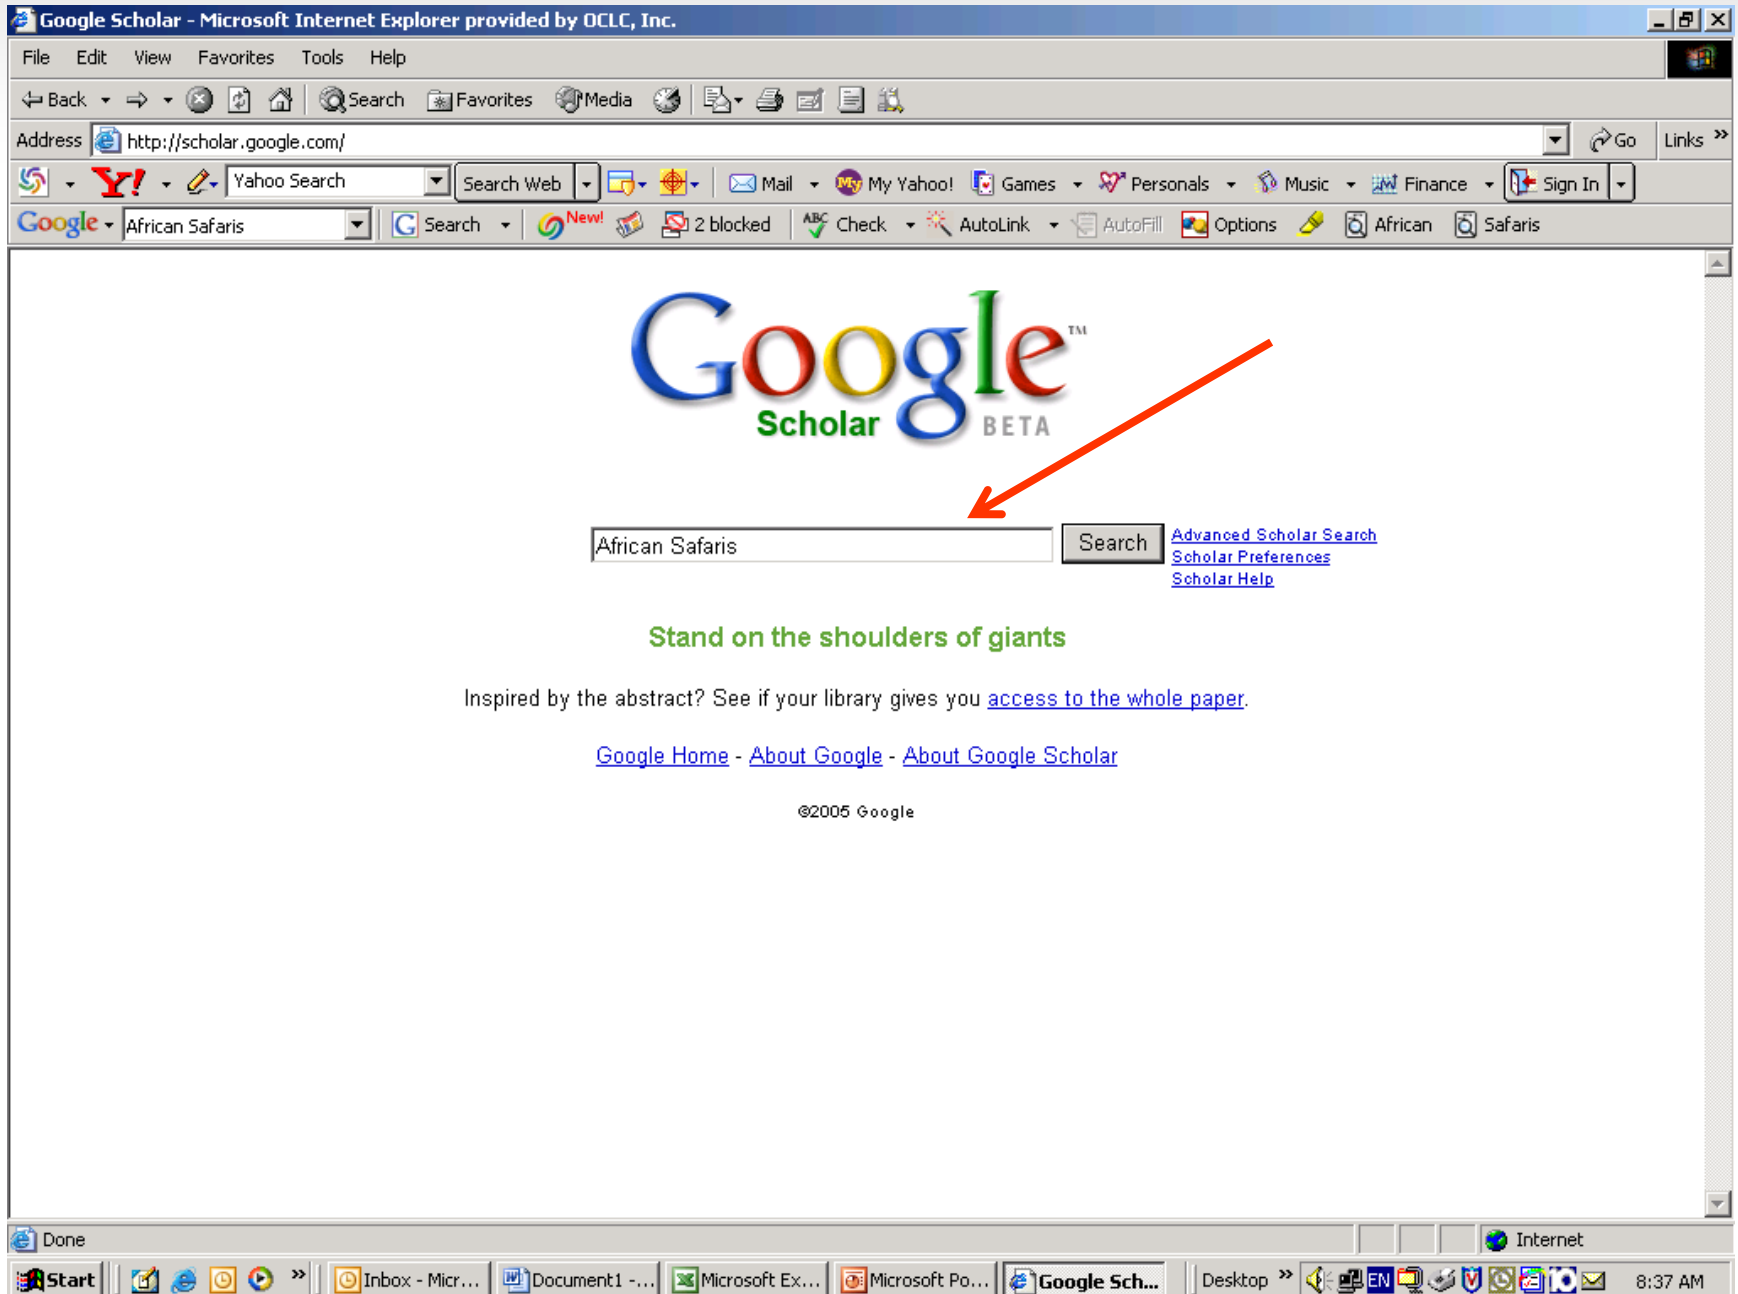 Google Scholar - Microsoft Internet Explorer provided by OCLC, Inc.
File Edit View Favorites Tools Help
Back Search Favorites Media
Address http://scholar.google.com/ Go Links »
Y! Yahoo Search Search Web Mail My My Yahoo! Games Personals Music Finance Sign In
Google African Safaris G Search New! 2 blocked ABC Check AutoLink AutoFill Options African Safaris
Google™
Scholar BETA
African Safaris Search Advanced Scholar Search
Scholar Preferences
Scholar Help
Stand on the shoulders of giants
Inspired by the abstract? See if your library gives you access to the whole paper.
Google Home - About Google - About Google Scholar
©2005 Google
Done Internet
Start » Inbox - Micr... Document1 -... Microsoft Ex... Microsoft Po... Google Sch... Desktop » EN 8:37 AM